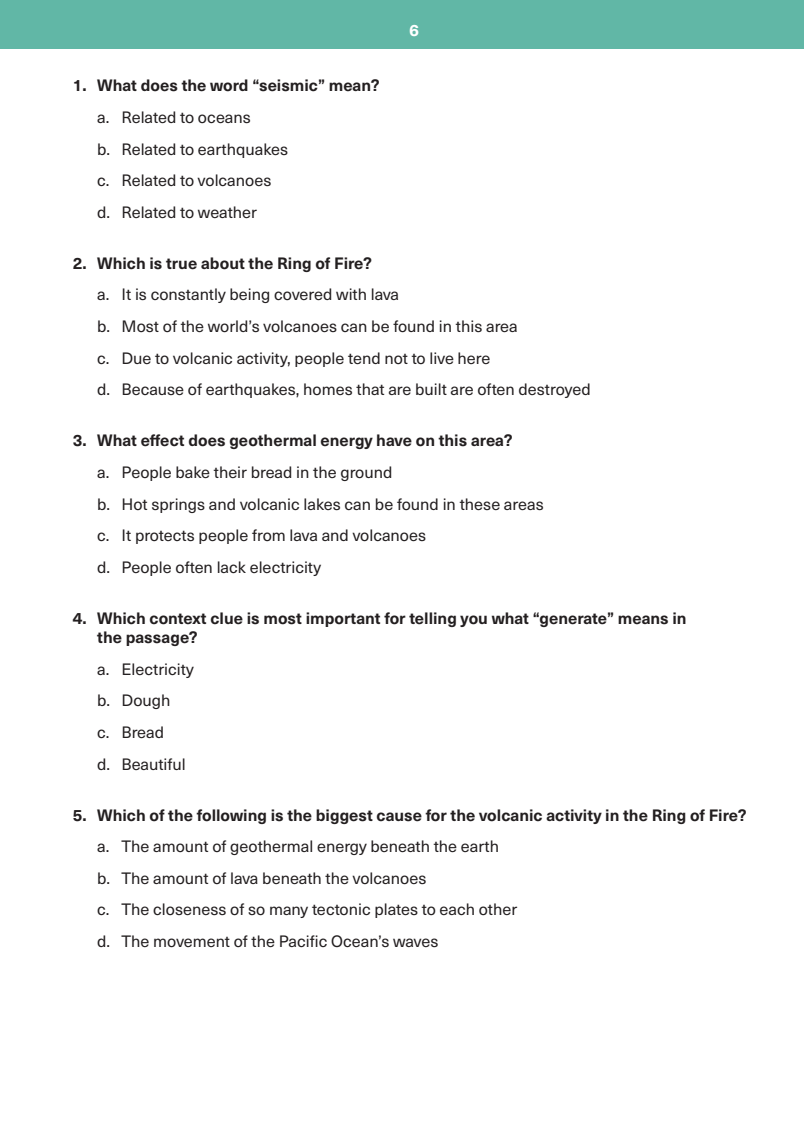 6
1. What does the word “seismic” mean?
a. Related to oceans
b. Related to earthquakes
c. Related to volcanoes
d. Related to weather
2. Which is true about the Ring of Fire?
a. It is constantly being covered with lava
b. Most of the world’s volcanoes can be found in this area
c. Due to volcanic activity, people tend not to live here
d. Because of earthquakes, homes that are built are often destroyed
3. What effect does geothermal energy have on this area?
a. People bake their bread in the ground
b. Hot springs and volcanic lakes can be found in these areas
c. It protects people from lava and volcanoes
d. People often lack electricity
4. Which context clue is most important for telling you what “generate” means in
the passage?
a. Electricity
b. Dough
c. Bread
d. Beautiful
5. Which of the following is the biggest cause for the volcanic activity in the Ring of Fire?
a. The amount of geothermal energy beneath the earth
b. The amount of lava beneath the volcanoes
c. The closeness of so many tectonic plates to each other
d. The movement of the Pacific Ocean’s waves